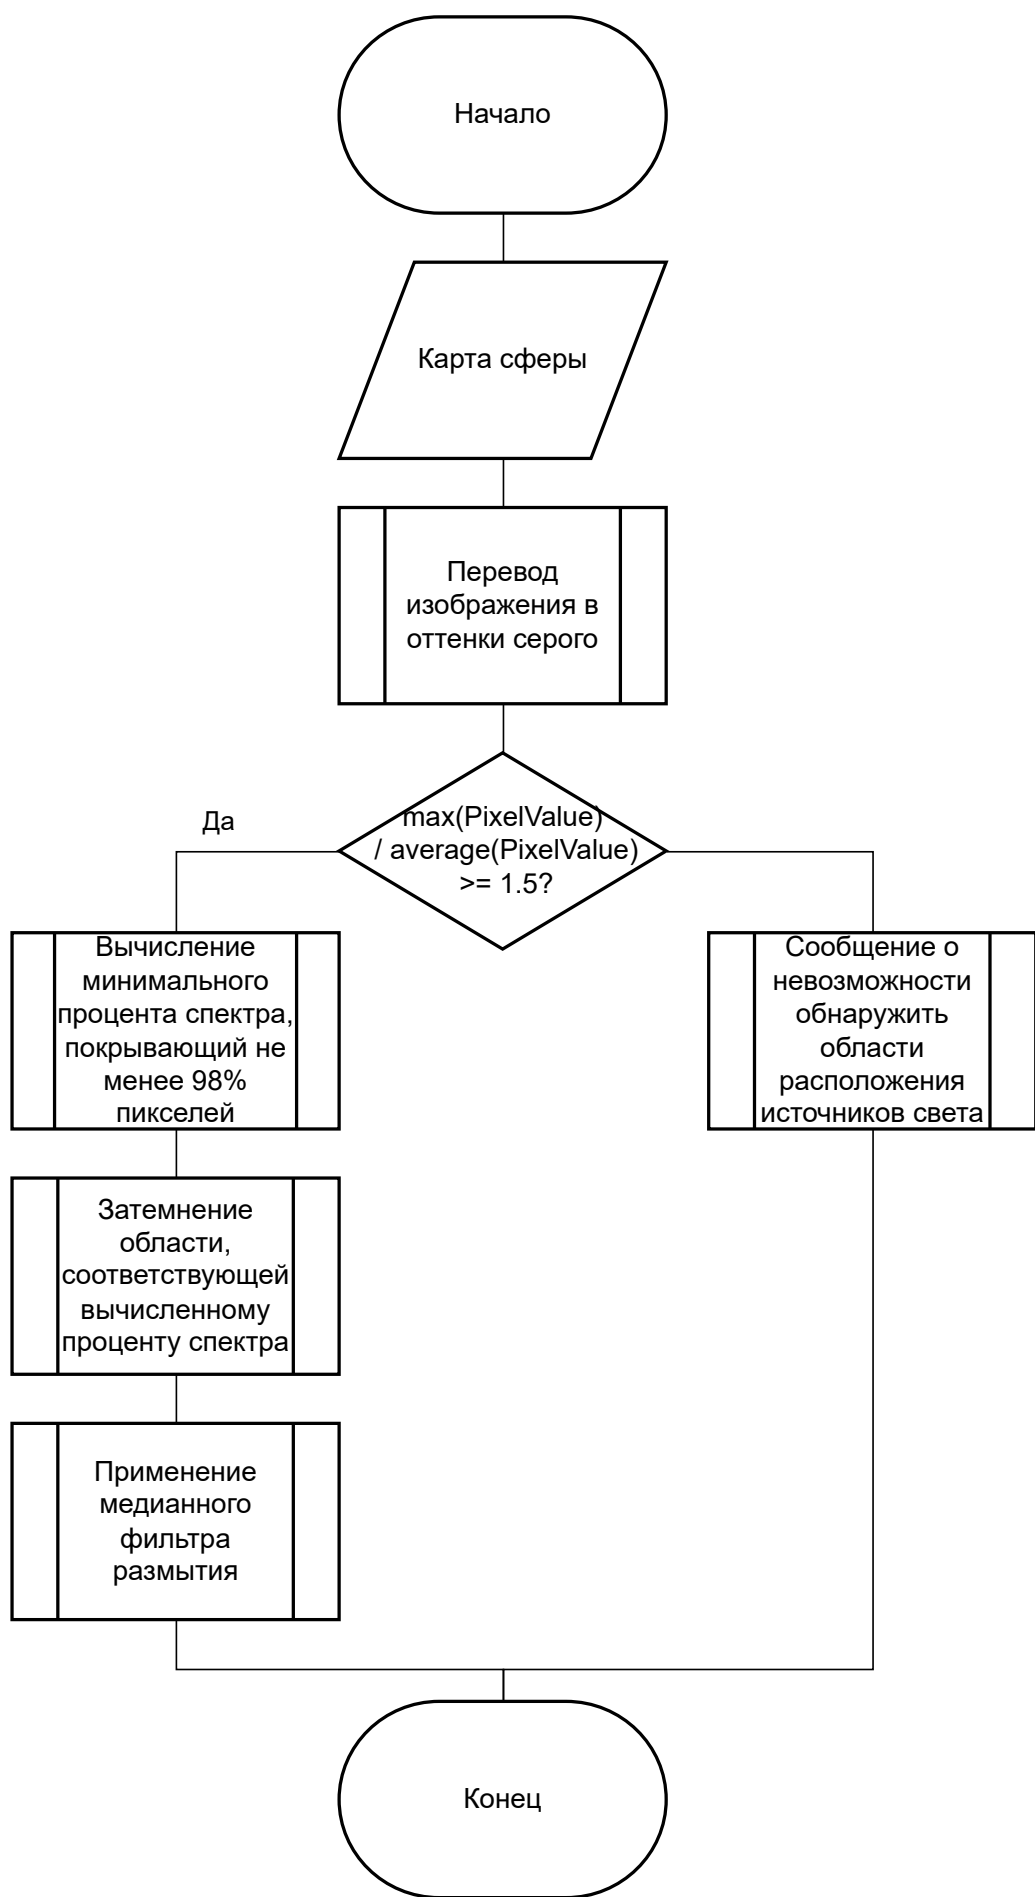 Начало
Карта сферы
Перевод
изображения в
оттенки серого
max(PixelValue)
/ average(PixelValue)
>= 1.5?
Да
Вычисление
минимального
процента спектра,
покрывающий не
менее 98%
пикселей
Сообщение о
невозможности
обнаружить
области
расположения
источников света
Затемнение
области,
соответствующей
вычисленному
проценту спектра
Применение
медианного
фильтра
размытия
Конец